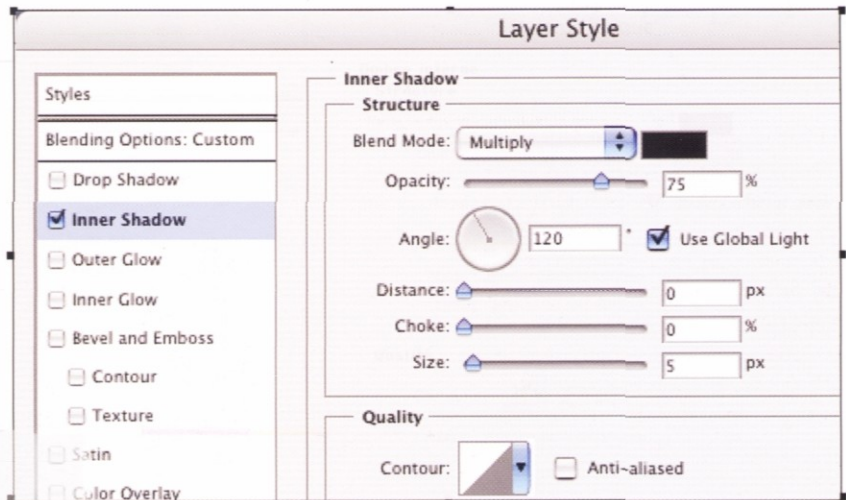 Layer Style
Styles
Blending Options: Custom
Drop Shadow
Inner Shadow
Outer Glow
Inner Glow
Bevel and Emboss
Contour
Texture
Satin
Color Overlay
Inner Shadow
Structure
Blend Mode: Multiply
Opacity: 75 %
Angle: 120 ° Use Global Light
Distance: 0 px
Choke: 0 %
Size: 5 px
Quality
Contour: Anti-aliased